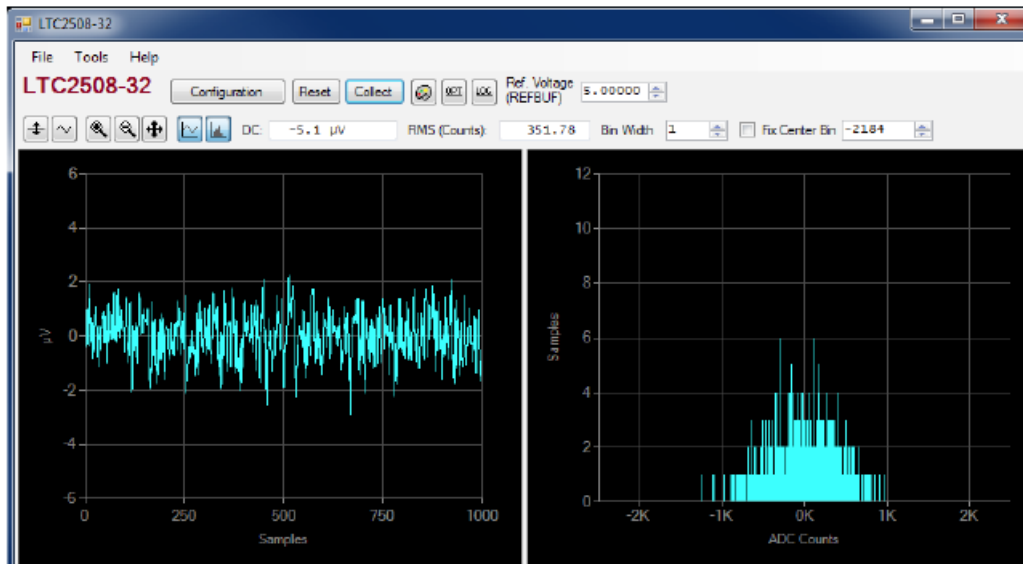 LTC2508-32
File Tools Help
LTC2508-32 Configuration Reset Collect OPT LOG Ref. Voltage (REFBUF) 5.00000
DC: -5.1 µV RMS (Counts): 351.78 Bin Width 1 Fix Center Bin -2184
6
4
2
0
-2
-4
-6
µV
0 250 500 750 1000
Samples
12
10
8
6
4
2
0
Samples
-2K -1K 0K 1K 2K
ADC Counts